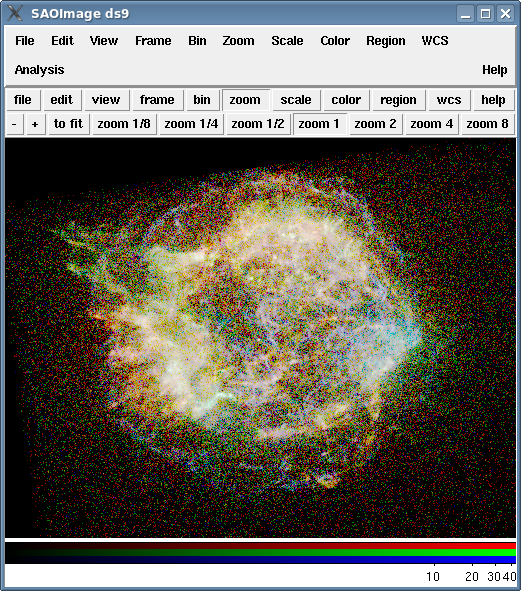 SAOImage ds9
File Edit View Frame Bin Zoom Scale Color Region WCS
Analysis Help
file edit view frame bin zoom scale color region wcs help
- + to fit zoom 1/8 zoom 1/4 zoom 1/2 zoom 1 zoom 2 zoom 4 zoom 8
10 20 30 40